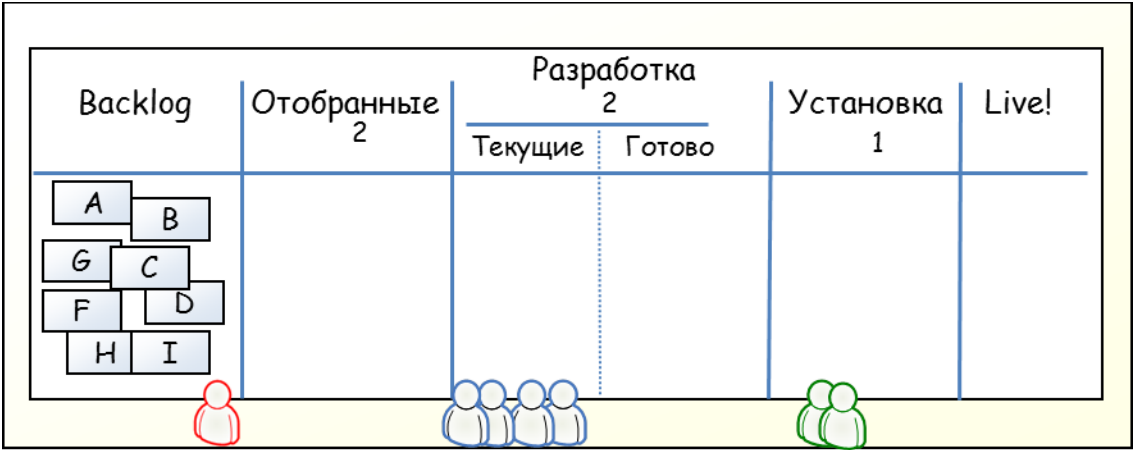 Backlog
Отобранные
2
Разработка
2
Текущие
Готово
Установка
1
Live!
A
B
G
C
F
D
H
I